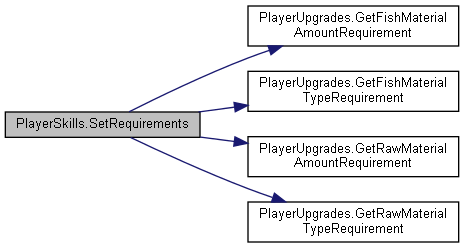 PlayerUpgrades.GetFishMaterial
AmountRequirement
PlayerUpgrades.GetFishMaterial
TypeRequirement
PlayerSkills.SetRequirements
PlayerUpgrades.GetRawMaterial
AmountRequirement
PlayerUpgrades.GetRawMaterial
TypeRequirement